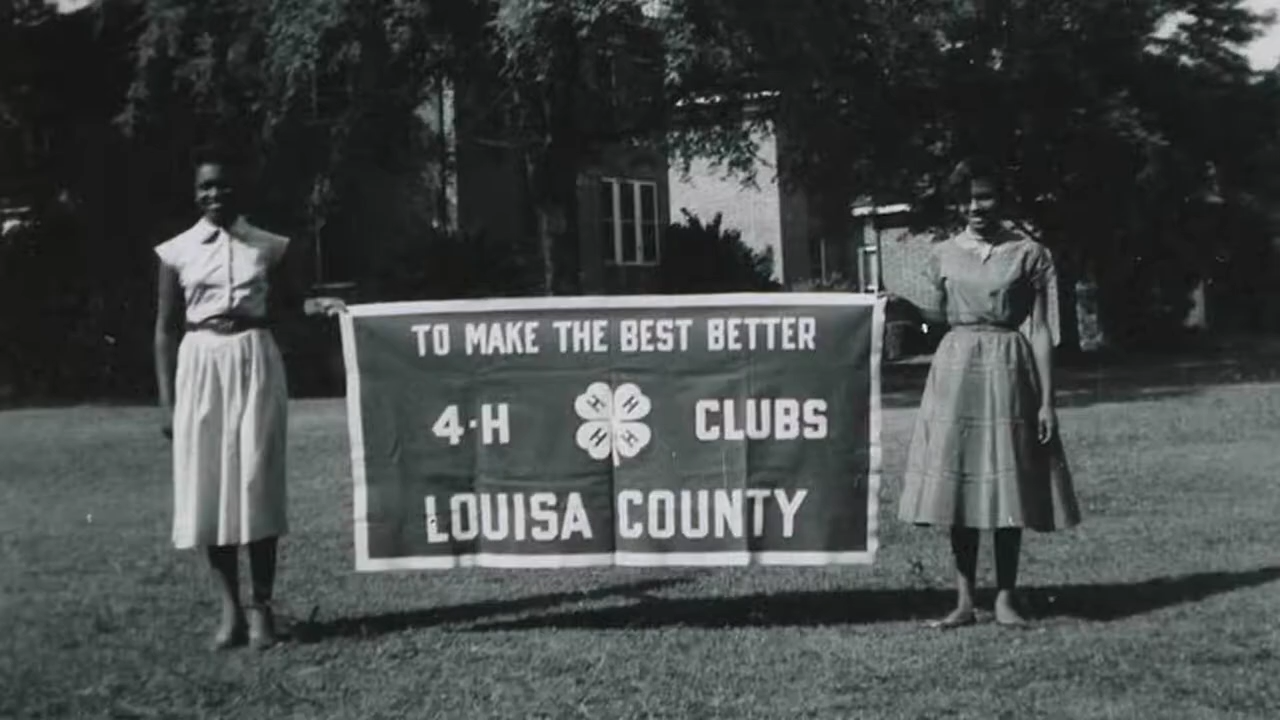 TO MAKE THE BEST BETTER
4-H CLUBS
H H
H H
LOUISA COUNTY